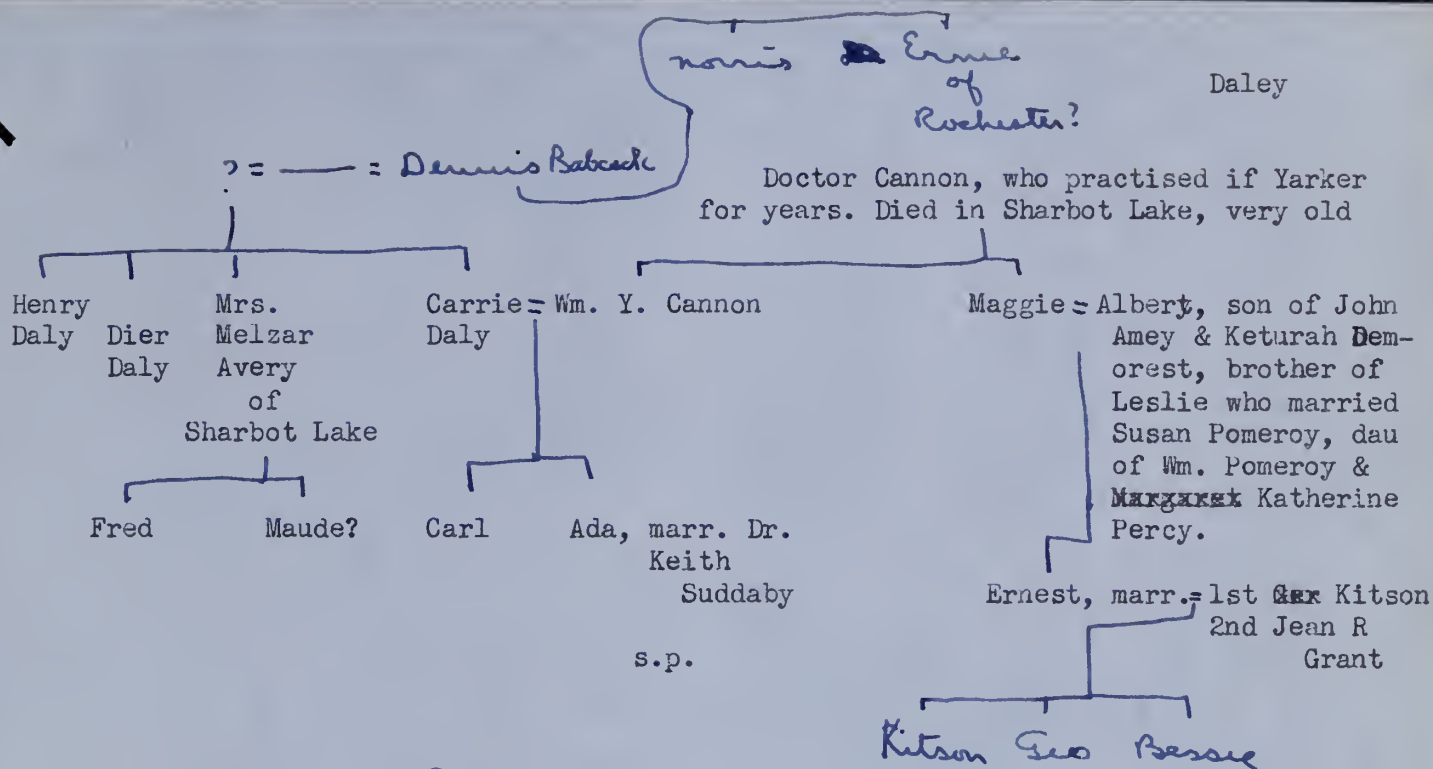 norris Ernie
of
Rochester?
Daley
? = —— = Dennis Babcock
Doctor Cannon, who practised if Yarker
for years. Died in Sharbot Lake, very old
Henry
Daly
Dier
Daly
Mrs.
Melzar
Avery
of
Sharbot Lake
Carrie = Wm. Y. Cannon
Daly
Maggie = Albert, son of John
Amey & Keturah Dem-
orest, brother of
Leslie who married
Susan Pomeroy, dau
of Wm. Pomeroy &
Margaret Katherine
Percy.
Fred
Maude?
Carl
Ada, marr. Dr.
Keith
Suddaby
s.p.
Ernest, marr.= 1st Kitson
2nd Jean R
Grant
Kitson Geo Bessie